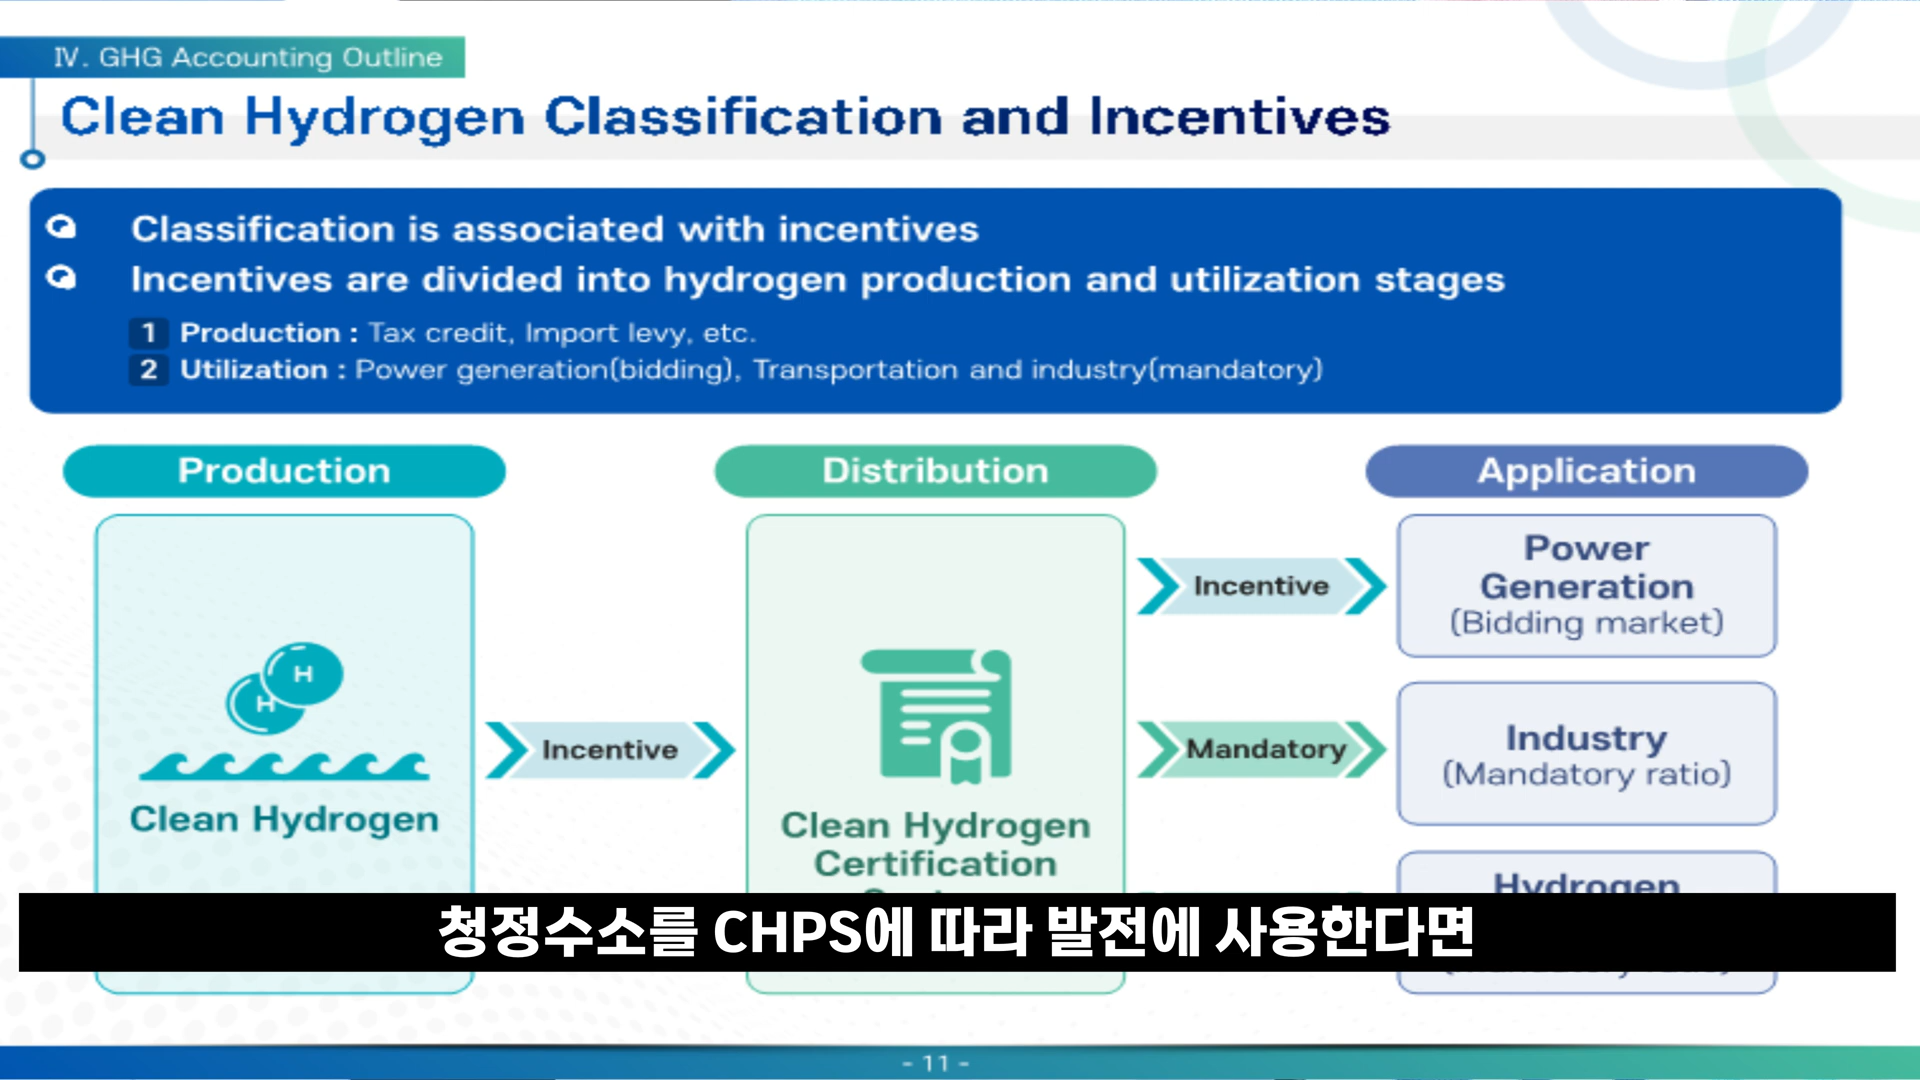 Ⅳ. GHG Accounting Outline
Clean Hydrogen Classification and Incentives
Classification is associated with incentives
Incentives are divided into hydrogen production and utilization stages
1 Production : Tax credit, Import levy, etc.
2 Utilization : Power generation(bidding), Transportation and industry(mandatory)
Production
Distribution
Application
H
H
Clean Hydrogen
Incentive
Clean Hydrogen
Certification
Incentive
Mandatory
Power
Generation
(Bidding market)
Industry
(Mandatory ratio)
Hydrogen
청정수소를 CHPS에 따라 발전에 사용한다면
- 11 -